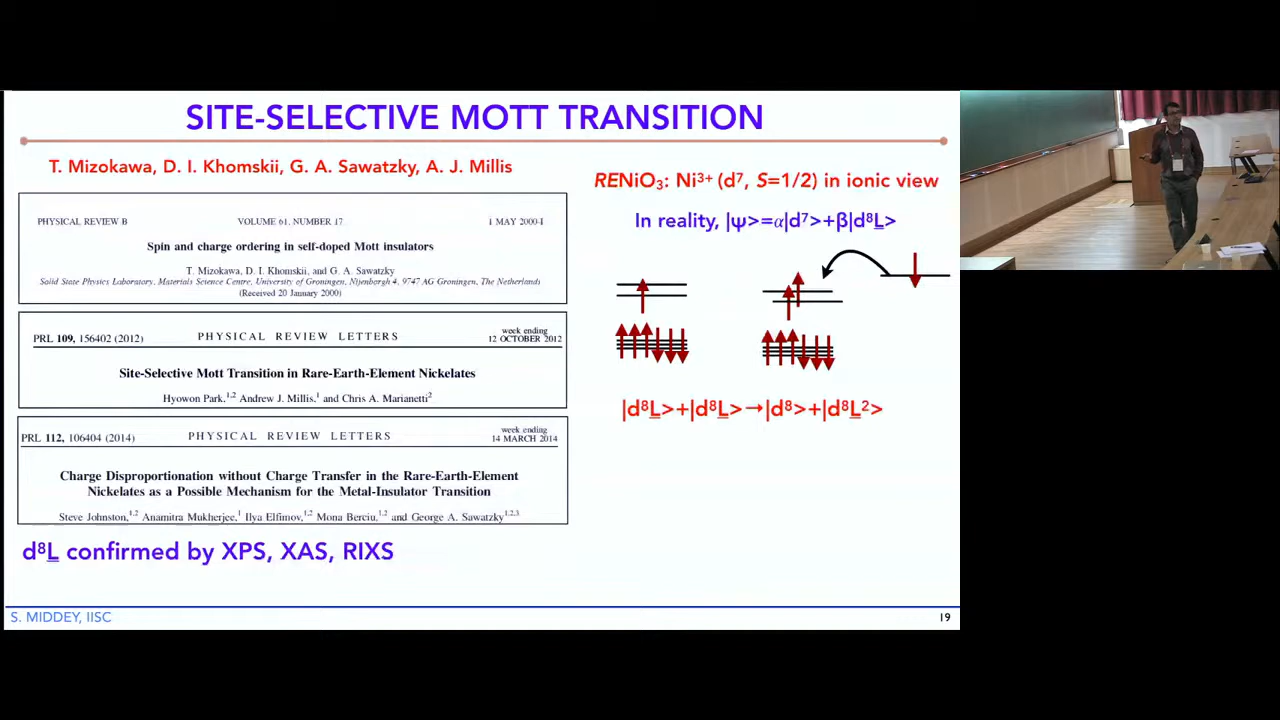 SITE-SELECTIVE MOTT TRANSITION
T. Mizokawa, D. I. Khomskii, G. A. Sawatzky, A. J. Millis
PHYSICAL REVIEW B VOLUME 61, NUMBER 17 1 MAY 2000-I
Spin and charge ordering in self-doped Mott insulators
T. Mizokawa, D. I. Khomskii, and G. A. Sawatzky
Solid State Physics Laboratory, Materials Science Centre, University of Groningen, Nijenborgh 4, 9747 AG Groningen, The Netherlands
(Received 20 January 2000)
PRL 109, 156402 (2012) PHYSICAL REVIEW LETTERS week ending
12 OCTOBER 2012
Site-Selective Mott Transition in Rare-Earth-Element Nickelates
Hyowon Park,¹,² Andrew J. Millis,¹ and Chris A. Marianetti²
PRL 112, 106404 (2014) PHYSICAL REVIEW LETTERS week ending
14 MARCH 2014
Charge Disproportionation without Charge Transfer in the Rare-Earth-Element
Nickelates as a Possible Mechanism for the Metal-Insulator Transition
Steve Johnston,¹,² Anamitra Mukherjee,¹ Ilya Elfimov,¹,² Mona Berciu,¹,² and George A. Sawatzky¹,²,³
d⁸L̲ confirmed by XPS, XAS, RIXS
RENiO₃: Ni³⁺ (d⁷, S=1/2) in ionic view
In reality, |ψ>=α|d⁷>+β|d⁸L̲>
|d⁸L̲>+|d⁸L̲>→|d⁸>+|d⁸L̲²>
S. MIDDEY, IISC
19